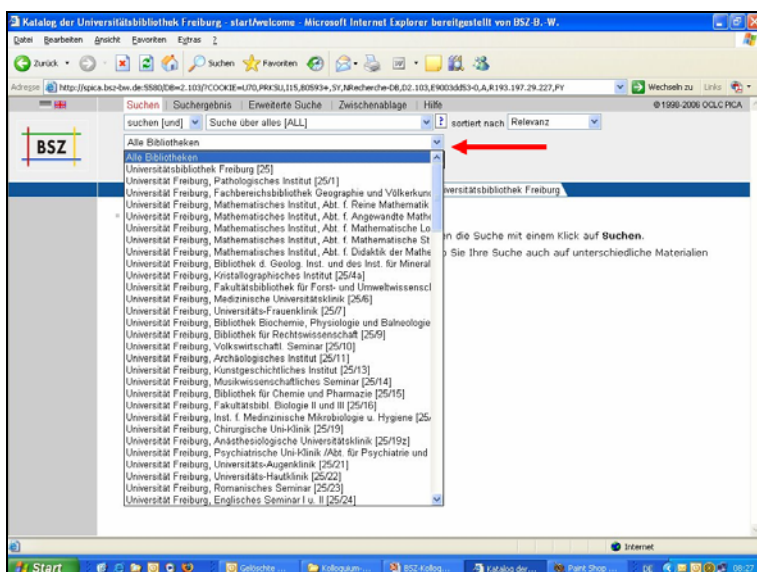 Katalog der Universitätsbibliothek Freiburg - start/welcome - Microsoft Internet Explorer bereitgestellt von BSZ-B.-W.
Datei Bearbeiten Ansicht Favoriten Extras ?
Zurück Suchen Favoriten
Adresse Wechseln zu Links
Suchen | Suchergebnis | Erweiterte Suche | Zwischenablage | Hilfe © 1998-2006 OCLC PICA
suchen [und] Suche über alles [ALL] ? sortiert nach Relevanz
BSZ
Alle Bibliotheken
Alle Bibliotheken
Universitätsbibliothek Freiburg [25]
Universität Freiburg, Pathologisches Institut [25/1]
Universität Freiburg, Fachbereichsbibliothek Geographie und Völkerkun
iversitätsbibliothek Freiburg
Universität Freiburg, Mathematisches Institut, Abt. f. Reine Mathematik
Universität Freiburg, Mathematisches Institut, Abt. f. Angewandte Mathe
Universität Freiburg, Mathematisches Institut, Abt. f. Mathematische Lo
en die Suche mit einem Klick auf Suchen.
Universität Freiburg, Mathematisches Institut, Abt. f. Mathematische St
Universität Freiburg, Mathematisches Institut, Abt. f. Didaktik der Mathe
Sie Ihre Suche auch auf unterschiedliche Materialien
Universität Freiburg, Bibliothek d. Geolog. Inst. und des Inst. für Mineral
Universität Freiburg, Kristallographisches Institut [25/4a]
Universität Freiburg, Fakultätsbibliothek für Forst- und Umweltwissenscl
Universität Freiburg, Medizinische Universitätsklinik [25/6]
Universität Freiburg, Universitäts-Frauenklinik [25/7]
Universität Freiburg, Bibliothek Biochemie, Physiologie und Balneologie
Universität Freiburg, Bibliothek für Rechtswissenschaft [25/9]
Universität Freiburg, Volkswirtschaftl. Seminar [25/10]
Universität Freiburg, Archäologisches Institut [25/11]
Universität Freiburg, Kunstgeschichtliches Institut [25/13]
Universität Freiburg, Musikwissenschaftliches Seminar [25/14]
Universität Freiburg, Bibliothek für Chemie und Pharmazie [25/15]
Universität Freiburg, Fakultätsbibl. Biologie II und III [25/16]
Universität Freiburg, Inst. f. Medinzinische Mikrobiologie u. Hygiene [25/
Universität Freiburg, Chirurgische Uni-Klinik [25/19]
Universität Freiburg, Anästhesiologische Universitätsklinik [25/19z]
Universität Freiburg, Psychiatrische Uni-Klinik /Abt. für Psychiatrie und
Universität Freiburg, Universitäts-Augenklinik [25/21]
Universität Freiburg, Universitäts-Hautklinik [25/22]
Universität Freiburg, Romanisches Seminar [25/23]
Universität Freiburg, Englisches Seminar I u. II [25/24]
Internet
Start Gelöschte ... Kolloquium-... BSZ-Kolloq... Katalog der... Paint Shop ... DE 08:27